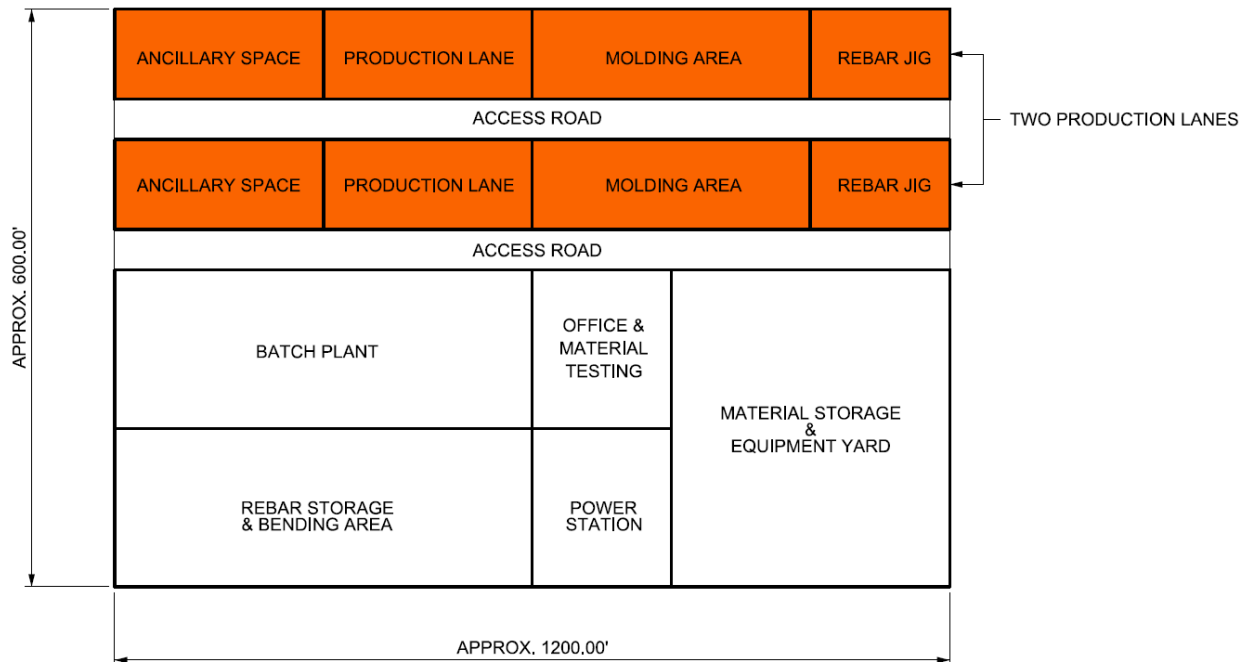 ANCILLARY SPACE
PRODUCTION LANE
MOLDING AREA
REBAR JIG
ACCESS ROAD
TWO PRODUCTION LANES
ANCILLARY SPACE
PRODUCTION LANE
MOLDING AREA
REBAR JIG
ACCESS ROAD
APPROX. 600.00'
BATCH PLANT
OFFICE &
MATERIAL
TESTING
MATERIAL STORAGE
&
EQUIPMENT YARD
REBAR STORAGE
& BENDING AREA
POWER
STATION
APPROX. 1200.00'